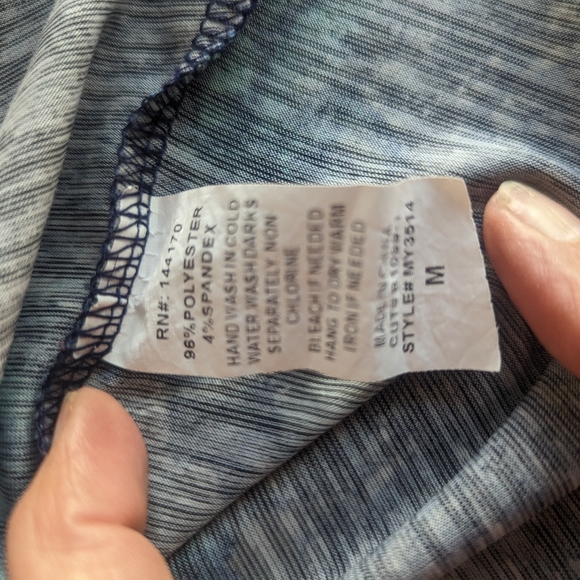 RN#: 144170
96%POLYESTER
4%SPANDEX
HAND WASH IN COLD
WATER WASH DARKS
SEPARATELY NON
CHLORINE
BLEACH IF NEEDED
HANG TO DRY WARM
IRON IF NEEDED
MADE IN
CUT#
STYLE# MY3514
M